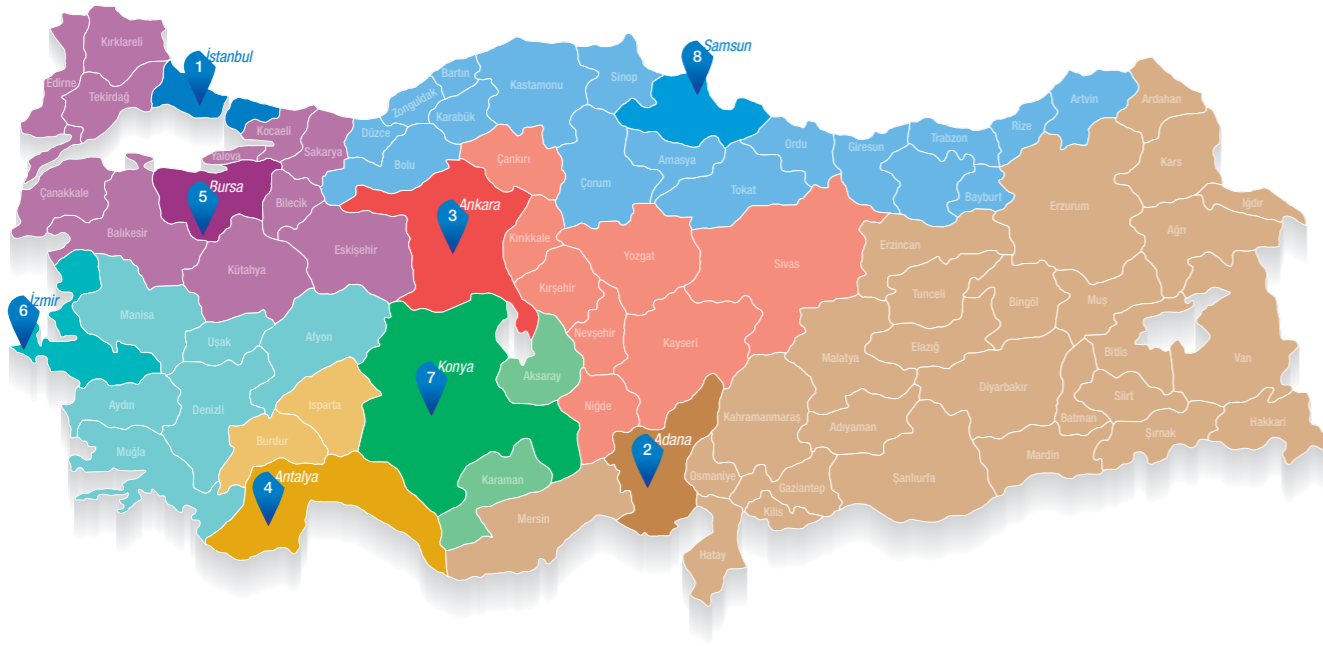 Kırklareli
1 İstanbul
8 Samsun
Edirne
Tekirdağ
Kocaeli
Yalova
Sakarya
Düzce
Zonguldak
Bartın
Karabük
Kastamonu
Sinop
Bolu
Çankırı
Çorum
Amasya
Tokat
Ordu
Giresun
Trabzon
Rize
Artvin
Ardahan
Bayburt
Kars
Iğdır
Erzurum
Ağrı
Çanakkale
Balıkesir
5 Bursa
Bilecik
Kütahya
Eskişehir
3 Ankara
Kırıkkale
Yozgat
Sivas
Erzincan
Kırşehir
Nevşehir
Kayseri
Tunceli
Bingöl
Muş
Elazığ
Malatya
Bitlis
Van
6 İzmir
Manisa
Uşak
Afyon
Aydın
Denizli
Isparta
Burdur
Muğla
4 Antalya
7 Konya
Aksaray
Niğde
Karaman
Mersin
2 Adana
Kahramanmaraş
Adıyaman
Diyarbakır
Batman
Siirt
Şırnak
Hakkari
Mardin
Şanlıurfa
Osmaniye
Gaziantep
Kilis
Hatay